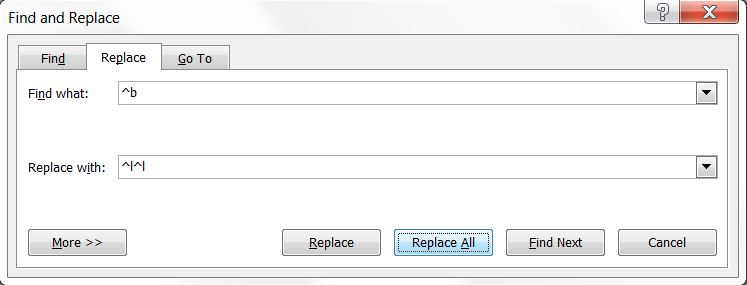 Find and Replace
Find Replace Go To
Find what: ^b
Replace with: ^l^l
More >> Replace Replace All Find Next Cancel